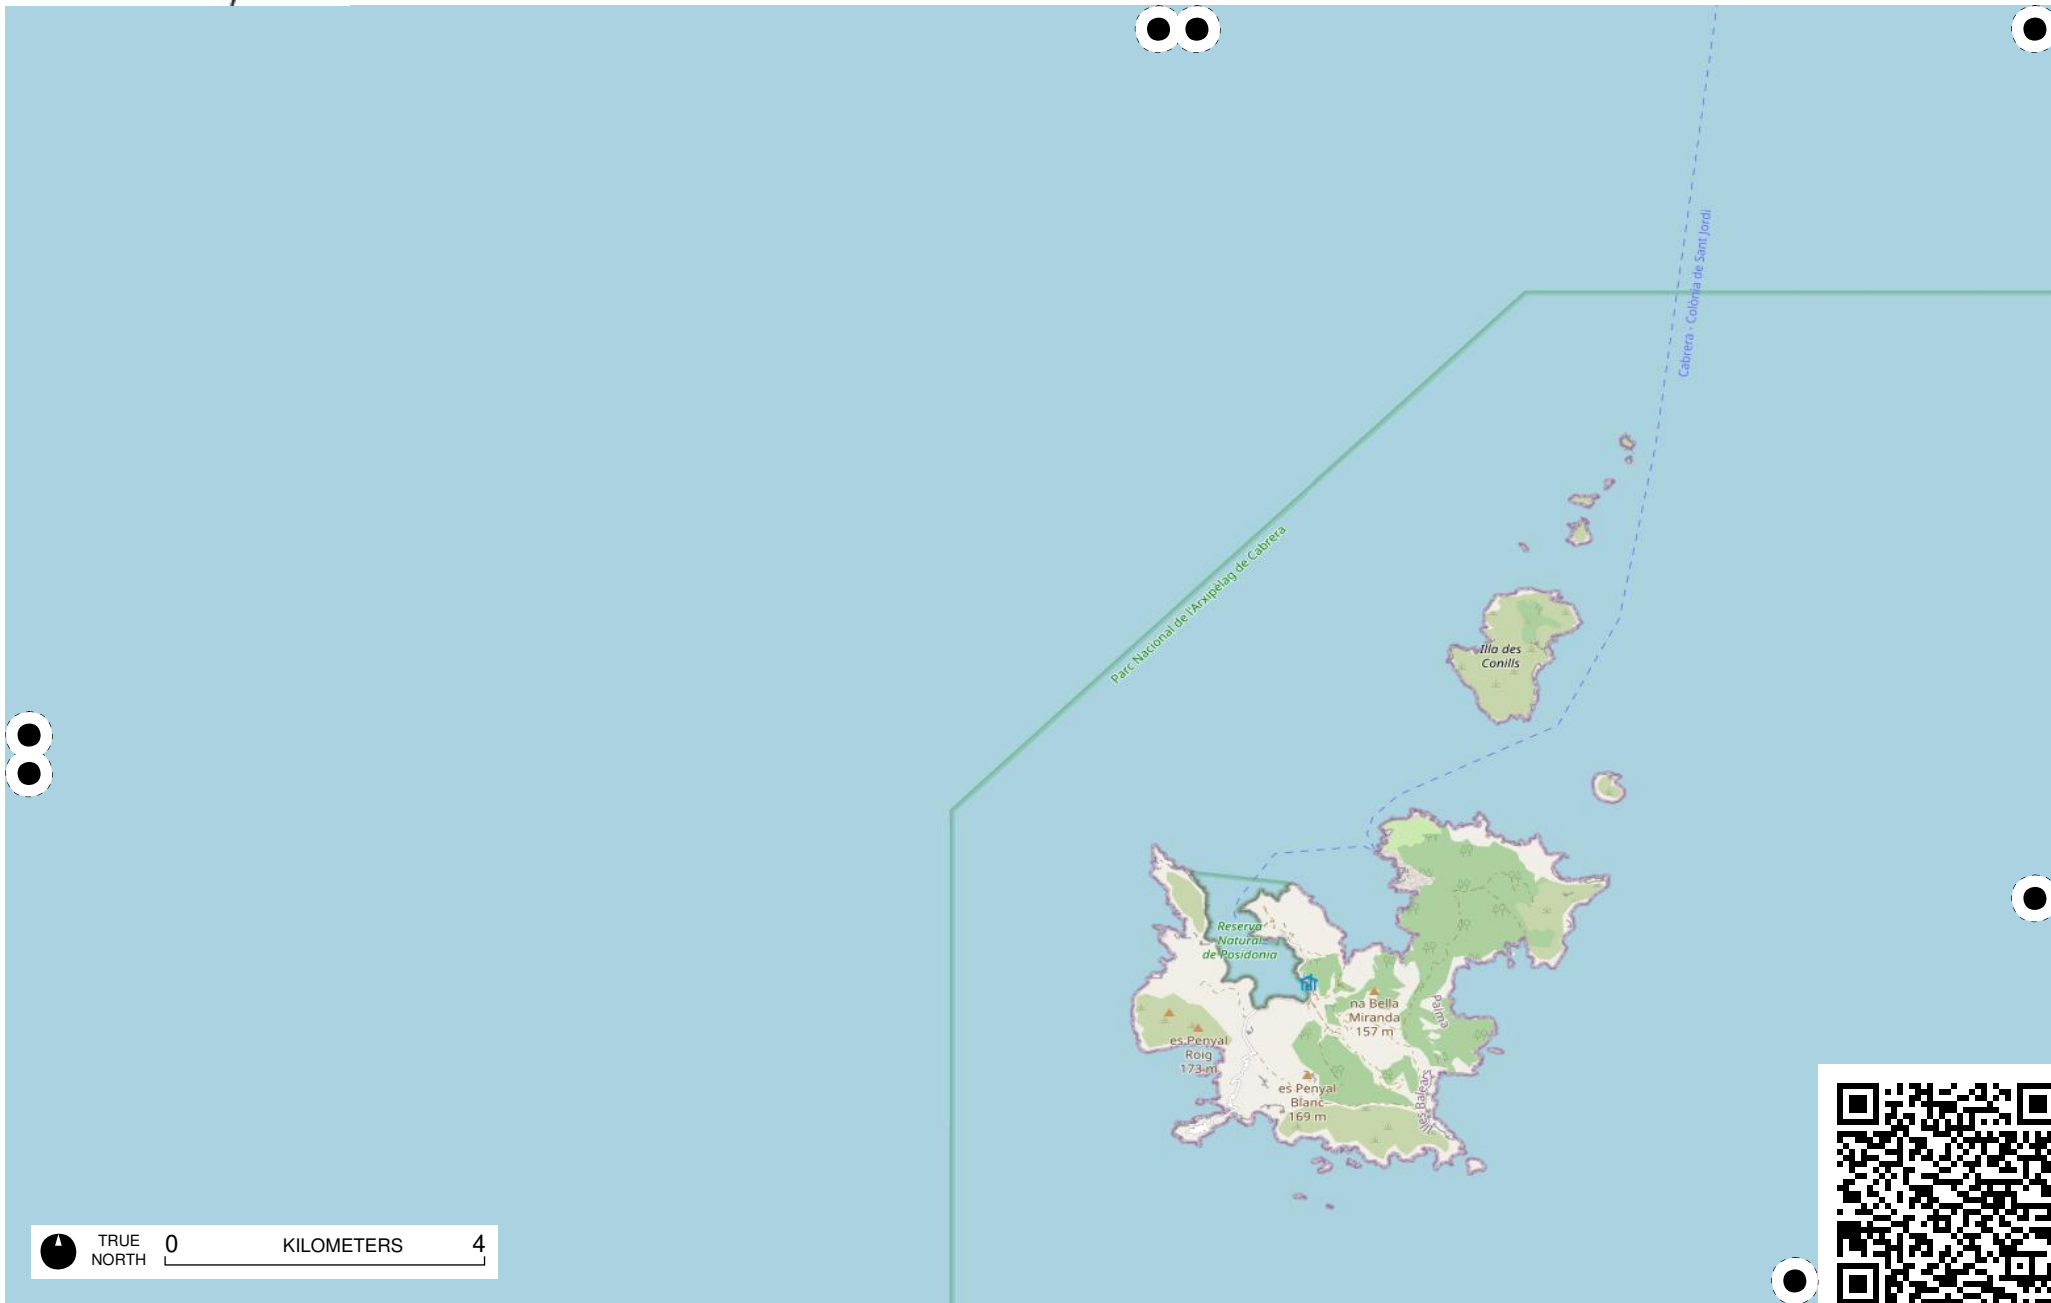 Cabrera - Colònia de Sant Jordi
Parc Nacional de l'Arxipèlag de Cabrera
Illa des
Conills
Reserva
Natural
de Posidonia
na Bella
Miranda
157 m
Palma
es Penyal
Roig
173 m
es Penyal
Blanc
169 m
Illes Balears
TRUE
NORTH
0 KILOMETERS 4